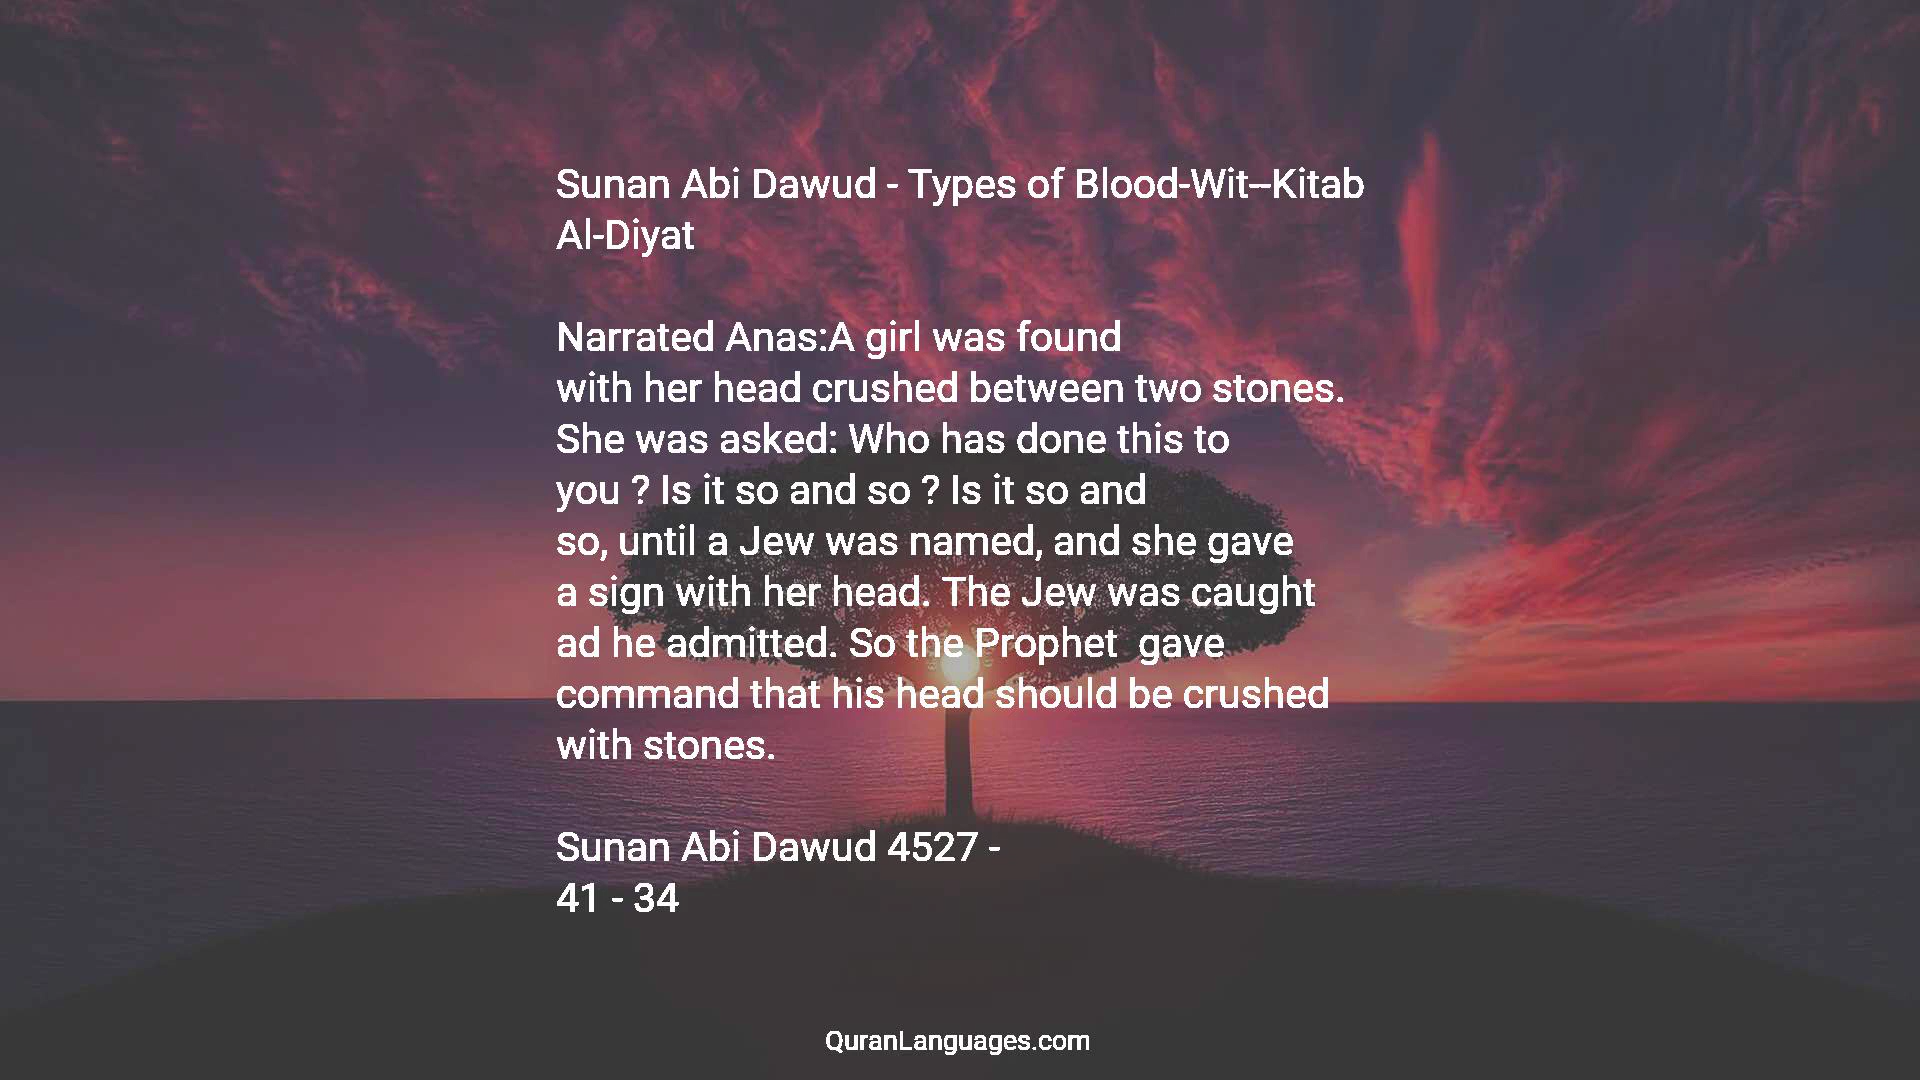 Sunan Abi Dawud - Types of Blood-Wit--Kitab
Al-Diyat
Narrated Anas:A girl was found
with her head crushed between two stones.
She was asked: Who has done this to
you ? Is it so and so ? Is it so and
so, until a Jew was named, and she gave
a sign with her head. The Jew was caught
ad he admitted. So the Prophet  gave
command that his head should be crushed
with stones.
Sunan Abi Dawud 4527 -
41 - 34
QuranLanguages.com